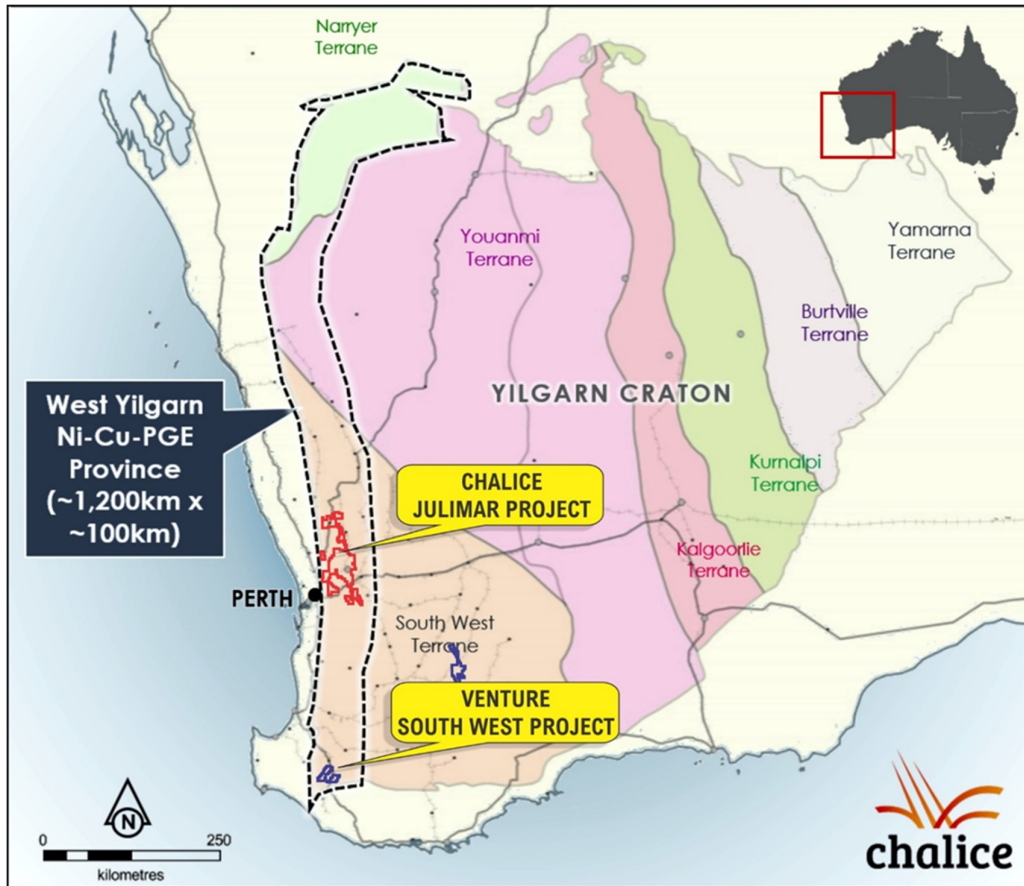 Narryer
Terrane
Youanmi
Terrane
Yamarna
Terrane
Burtville
Terrane
YILGARN CRATON
West Yilgarn
Ni-Cu-PGE
Province
(~1,200km x
~100km)
Kurnalpi
Terrane
CHALICE
JULIMAR PROJECT
Kalgoorlie
Terrane
PERTH
South West
Terrane
VENTURE
SOUTH WEST PROJECT
N
0 250
kilometres
chalice